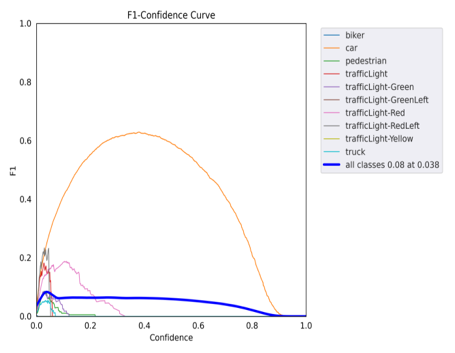 F1-Confidence Curve
1.0
0.8
0.6
0.4
0.2
0.0
F1
0.0 0.2 0.4 0.6 0.8 1.0
Confidence
biker
car
pedestrian
trafficLight
trafficLight-Green
trafficLight-GreenLeft
trafficLight-Red
trafficLight-RedLeft
trafficLight-Yellow
truck
all classes 0.08 at 0.038